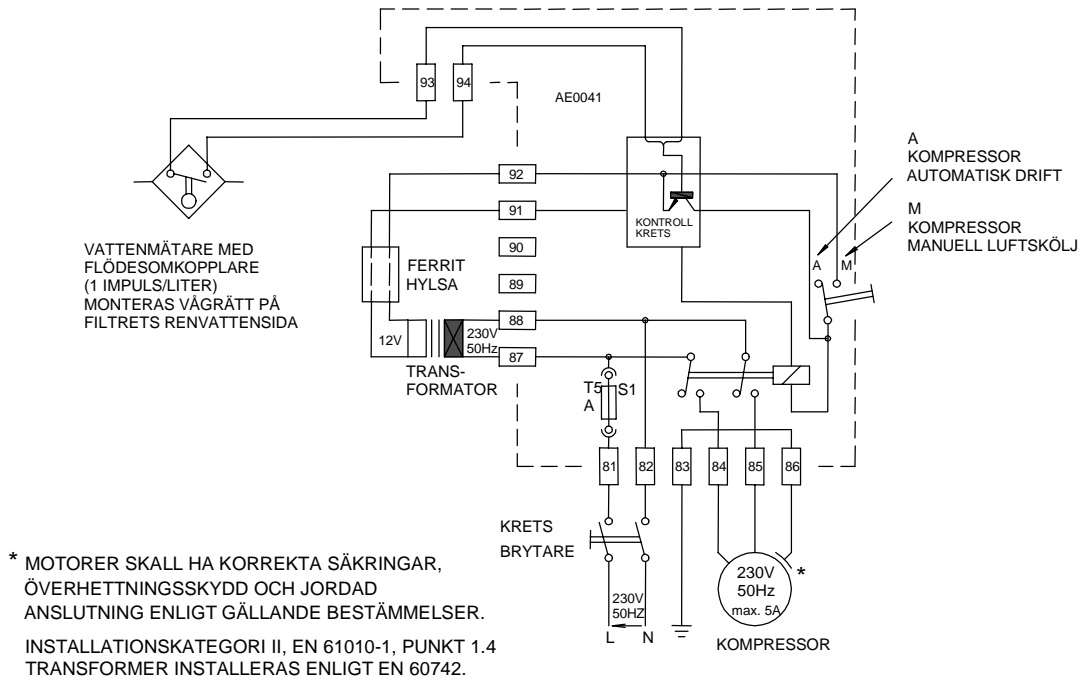 93
94
AE0041
92
91
90
89
88
87
KONTROLL
KRETS
A
KOMPRESSOR
AUTOMATISK DRIFT
M
KOMPRESSOR
MANUELL LUFTSKÖLJ
A
M
VATTENMÄTARE MED
FLÖDESOMKOPPLARE
(1 IMPULS/LITER)
MONTERAS VÅGRÄTT PÅ
FILTRETS RENVATTENSIDA
FERRIT
HYLSA
12V
230V
50Hz
TRANS-
FORMATOR
T5
A
S1
81
82
83
84
85
86
KRETS
BRYTARE
230V
50HZ
L
N
230V
50Hz
max. 5A
*
KOMPRESSOR
* MOTORER SKALL HA KORREKTA SÄKRINGAR,
ÖVERHETTNINGSSKYDD OCH JORDAD
ANSLUTNING ENLIGT GÄLLANDE BESTÄMMELSER.
INSTALLATIONSKATEGORI II, EN 61010-1, PUNKT 1.4
TRANSFORMER INSTALLERAS ENLIGT EN 60742.